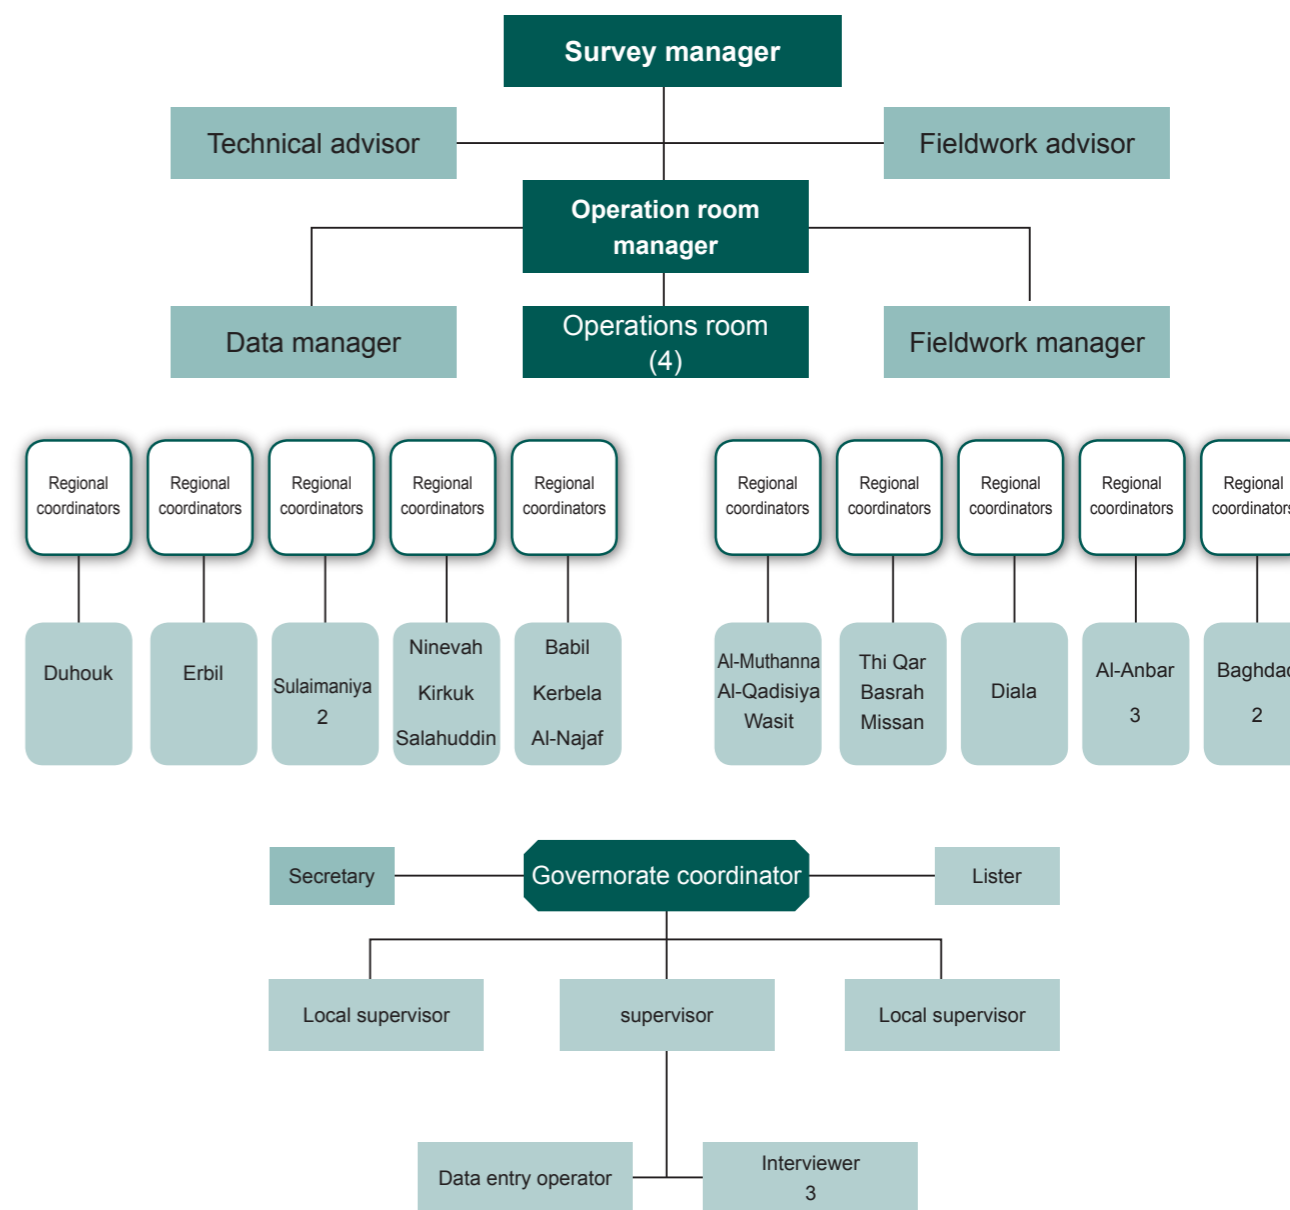 Survey manager
Technical advisor
Fieldwork advisor
Operation room
manager
Data manager
Operations room
(4)
Fieldwork manager
Regional
coordinators
Regional
coordinators
Regional
coordinators
Regional
coordinators
Regional
coordinators
Regional
coordinators
Regional
coordinators
Regional
coordinators
Regional
coordinators
Regional
coordinators
Duhouk
Erbil
Sulaimaniya
2
Ninevah
Kirkuk
Salahuddin
Babil
Kerbela
Al-Najaf
Al-Muthanna
Al-Qadisiya
Wasit
Thi Qar
Basrah
Missan
Diala
Al-Anbar
3
Baghdad
2
Secretary
Governorate coordinator
Lister
Local supervisor
supervisor
Local supervisor
Data entry operator
Interviewer
3